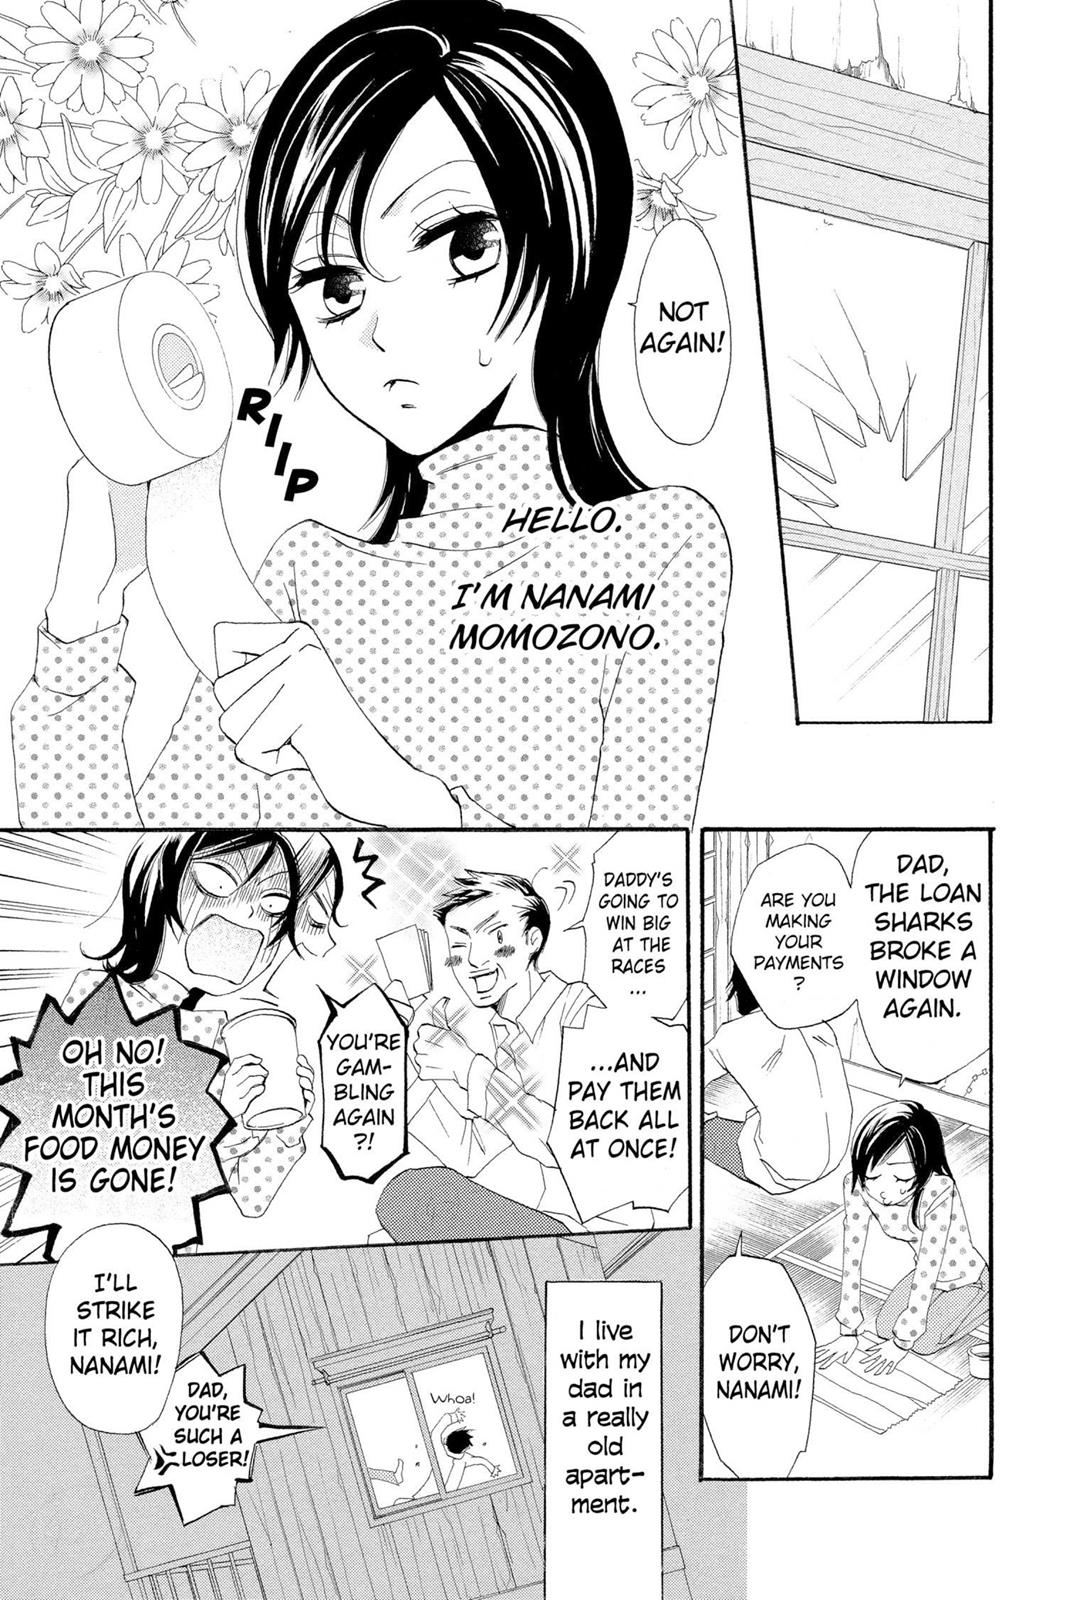 NOT
AGAIN!
RIIIP
HELLO.
I'M NANAMI
MOMOZONO.
DAD,
THE LOAN
SHARKS
BROKE A
WINDOW
AGAIN.
ARE YOU
MAKING
YOUR
PAYMENTS
?
DON'T
WORRY,
NANAMI!
DADDY'S
GOING TO
WIN BIG
AT THE
RACES
...
...AND
PAY THEM
BACK ALL
AT ONCE!
YOU'RE
GAM-
BLING
AGAIN
?!
OH NO!
THIS
MONTH'S
FOOD MONEY
IS GONE!
I live
with my
dad in
a really
old
apart-
ment.
Whoa!
I'LL
STRIKE
IT RICH,
NANAMI!
DAD,
YOU'RE
SUCH A
LOSER!